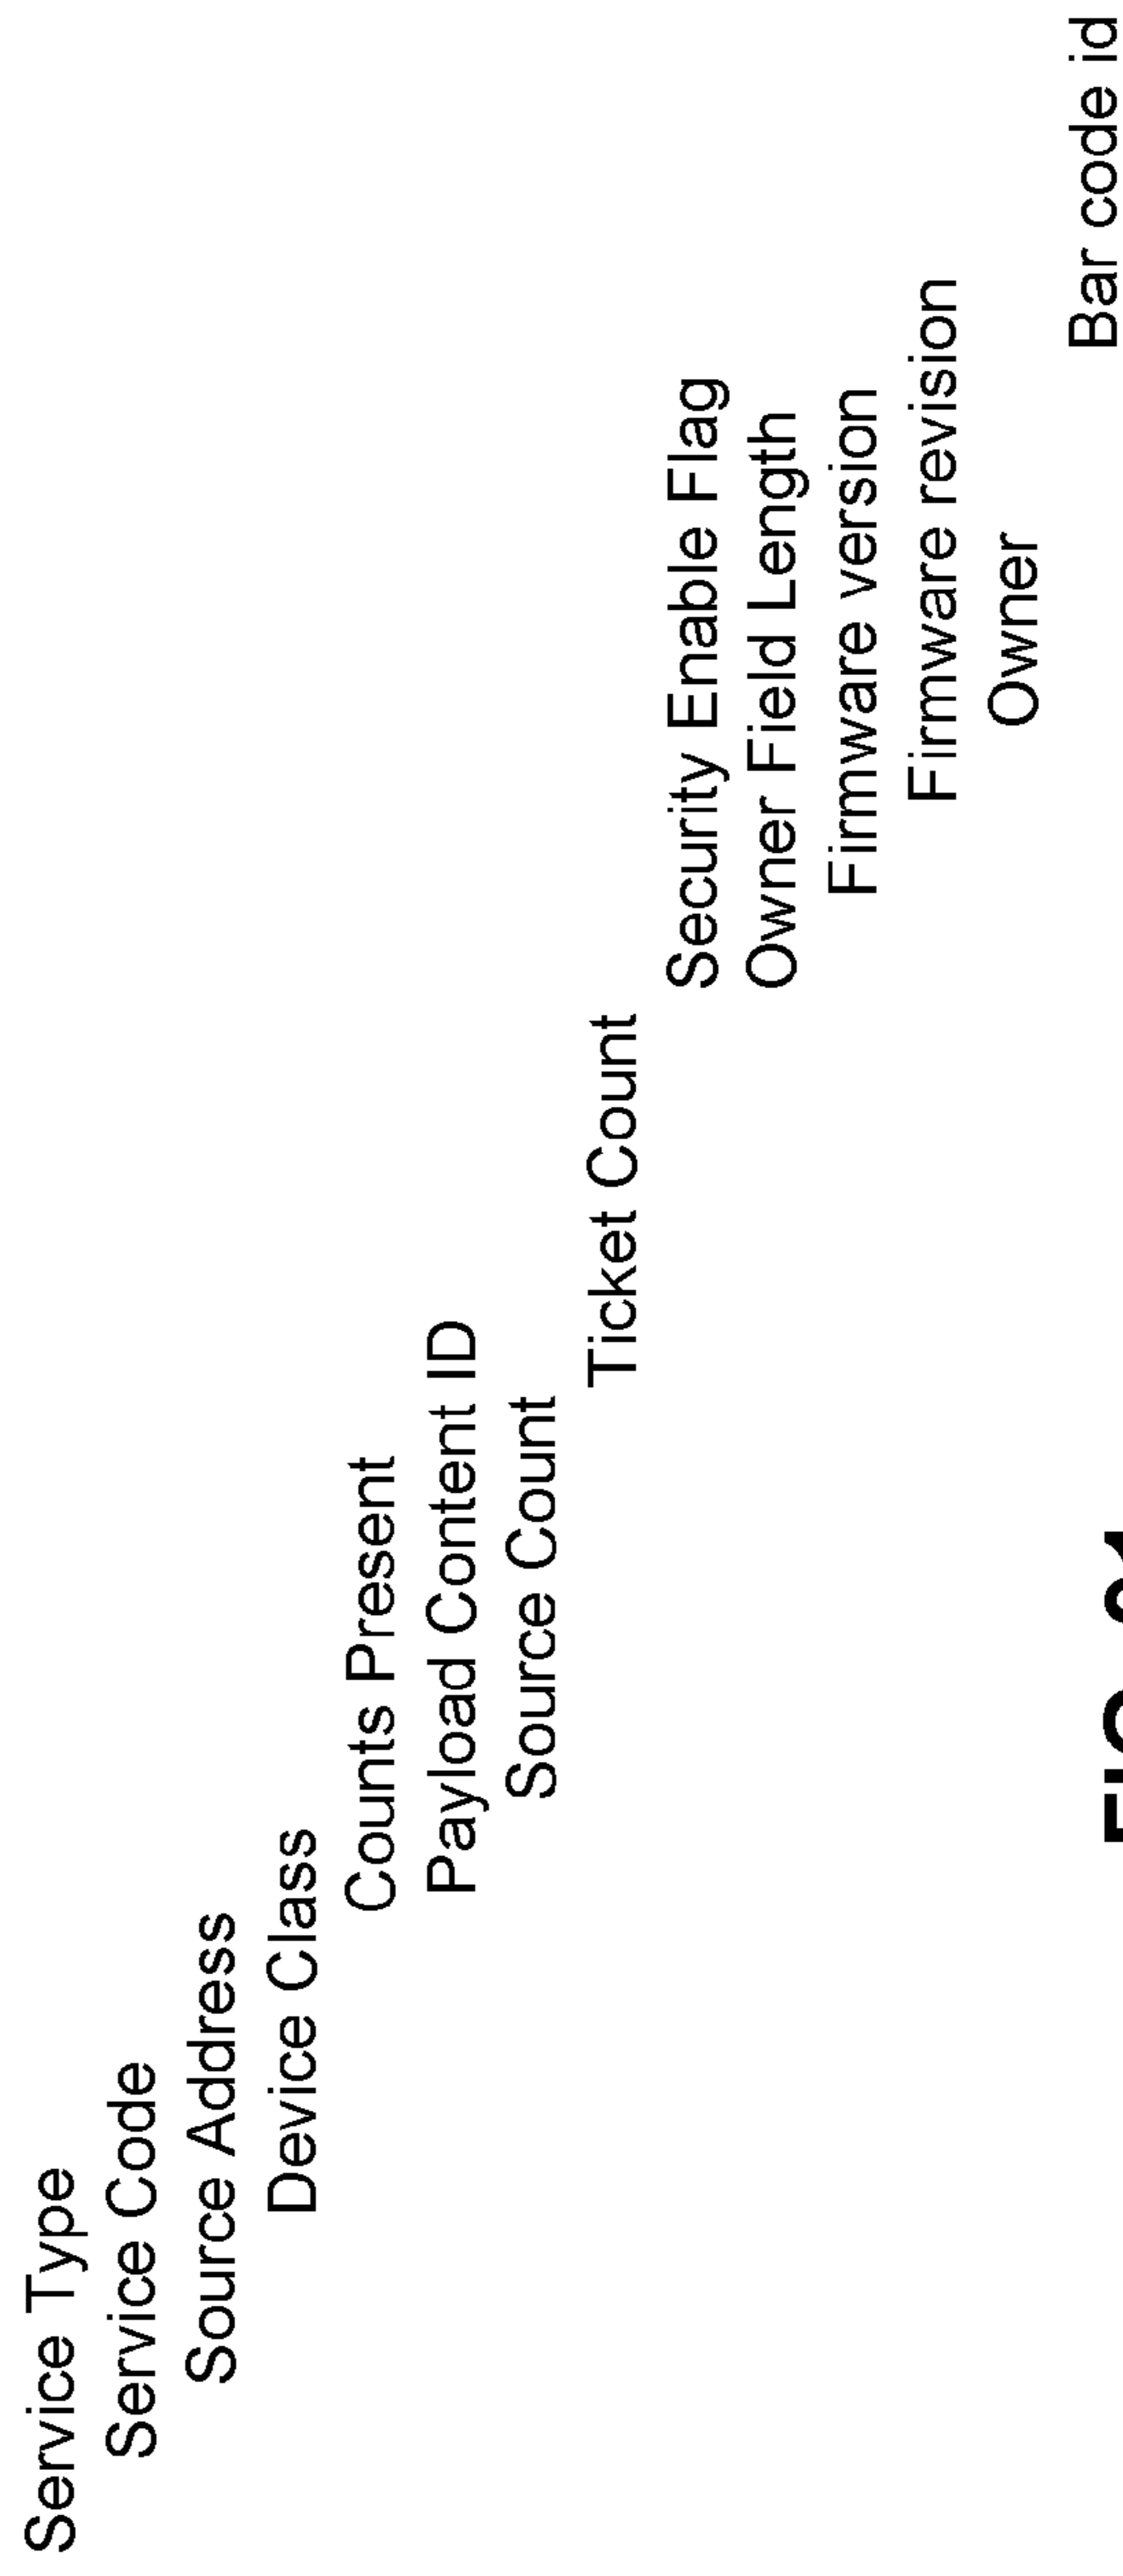 Service Type
Service Code
Source Address
Device Class
Counts Present
Payload Content ID
Source Count
Ticket Count
Security Enable Flag
Owner Field Length
Firmware version
Firmware revision
Owner
Bar code id